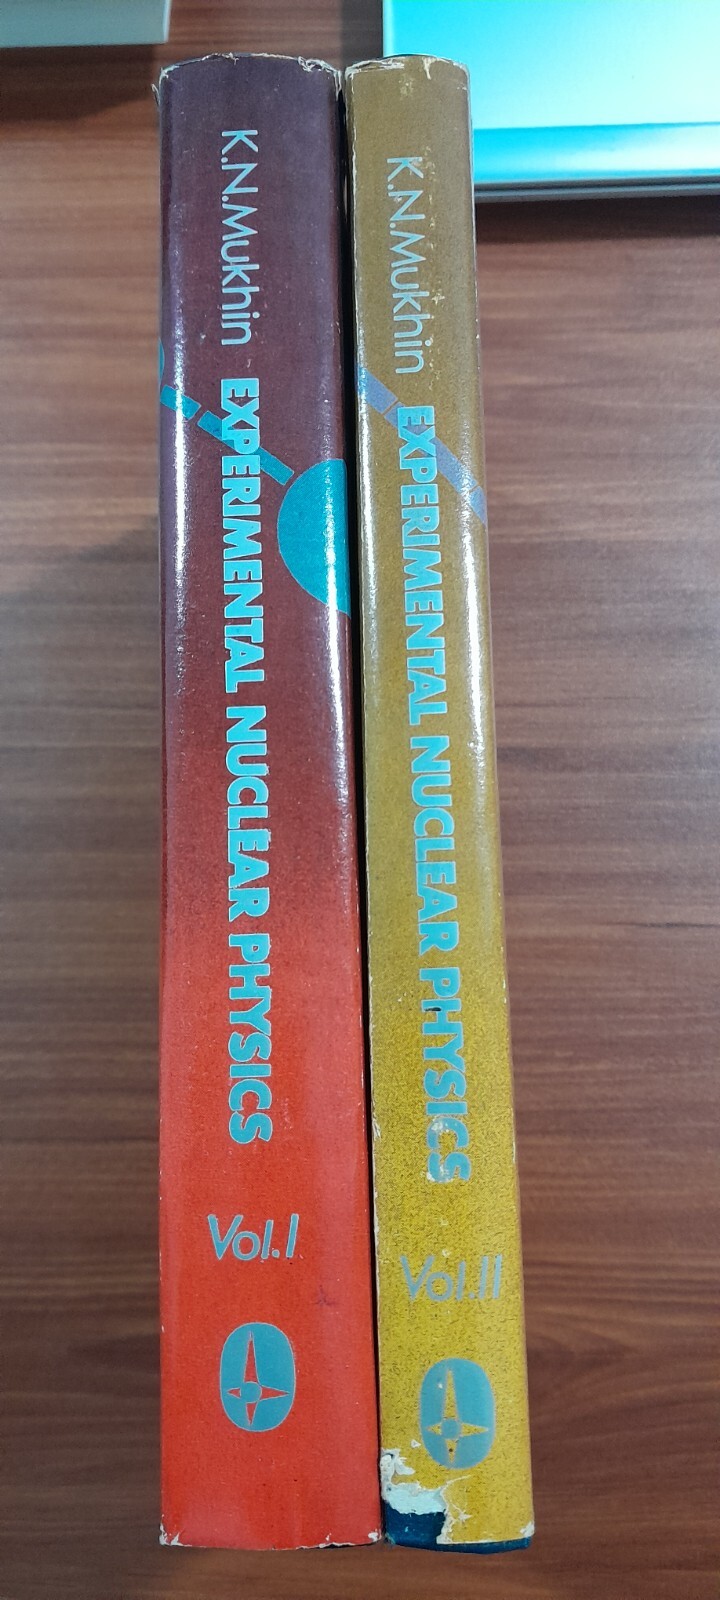 K.N.Mukhin EXPERIMENTAL NUCLEAR PHYSICS
Vol.I
K.N.Mukhin EXPERIMENTAL NUCLEAR PHYSICS
Vol.II